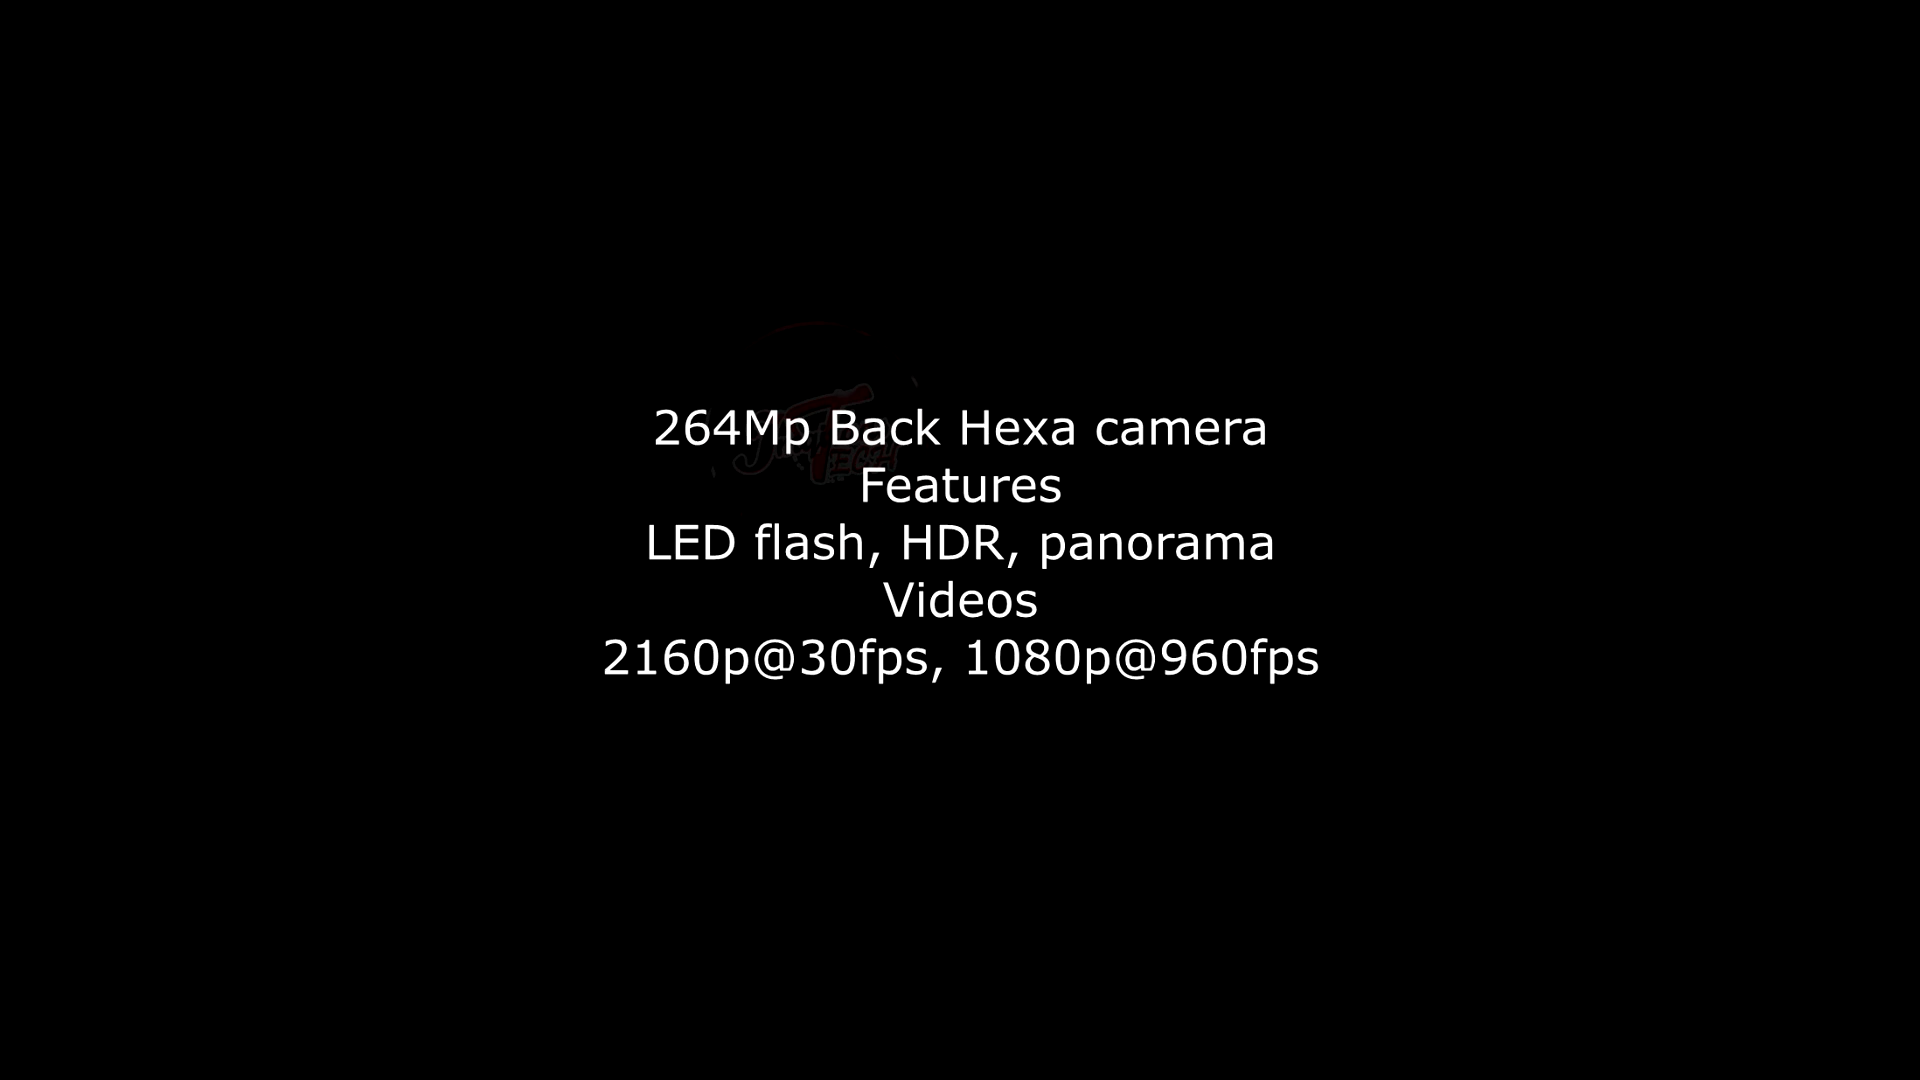 264Mp Back Hexa camera
Features
LED flash, HDR, panorama
Videos
2160p@30fps, 1080p@960fps